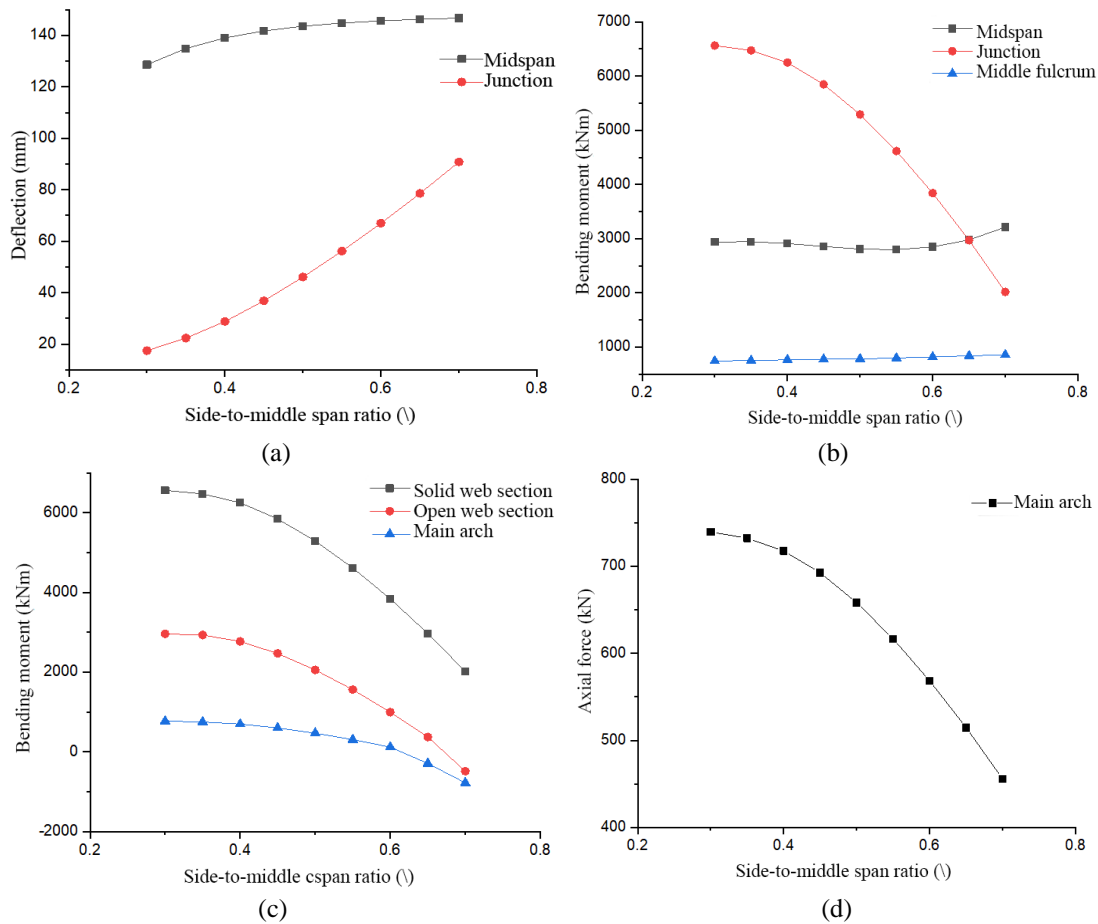 140
120
100
80
60
40
20
Deflection (mm)
Midspan
Junction
0.2
0.4
0.6
0.8
Side-to-middle span ratio (\)
(a)
7000
6000
5000
4000
3000
2000
1000
Bending moment (kNm)
Midspan
Junction
Middle fulcrum
0.2
0.4
0.6
0.8
Side-to-middle span ratio (\)
(b)
6000
4000
2000
0
-2000
Bending moment (kNm)
Solid web section
Open web section
Main arch
0.2
0.4
0.6
0.8
Side-to-middle cspan ratio (\)
(c)
800
700
600
500
400
Axial force (kN)
Main arch
0.2
0.4
0.6
0.8
Side-to-middle span ratio (\)
(d)